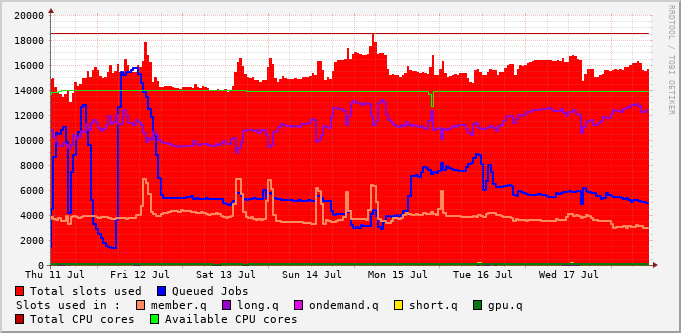 20000
18000
16000
14000
12000
10000
8000
6000
4000
2000
0
Thu 11 Jul Fri 12 Jul Sat 13 Jul Sun 14 Jul Mon 15 Jul Tue 16 Jul Wed 17 Jul
Total slots used Queued Jobs
Slots used in : member.q long.q ondemand.q short.q gpu.q
Total CPU cores Available CPU cores
RRDTOOL / TOBI OETIKER